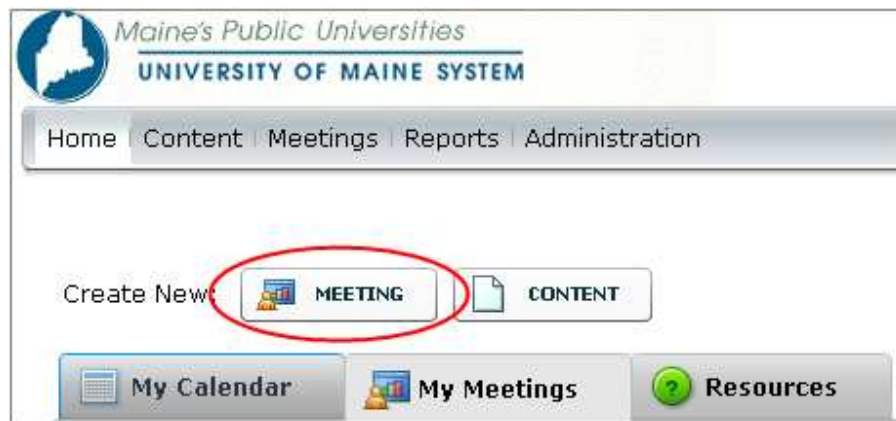 Maine's Public Universities
UNIVERSITY OF MAINE SYSTEM
Home Content Meetings Reports Administration
Create New: MEETING CONTENT
My Calendar My Meetings Resources